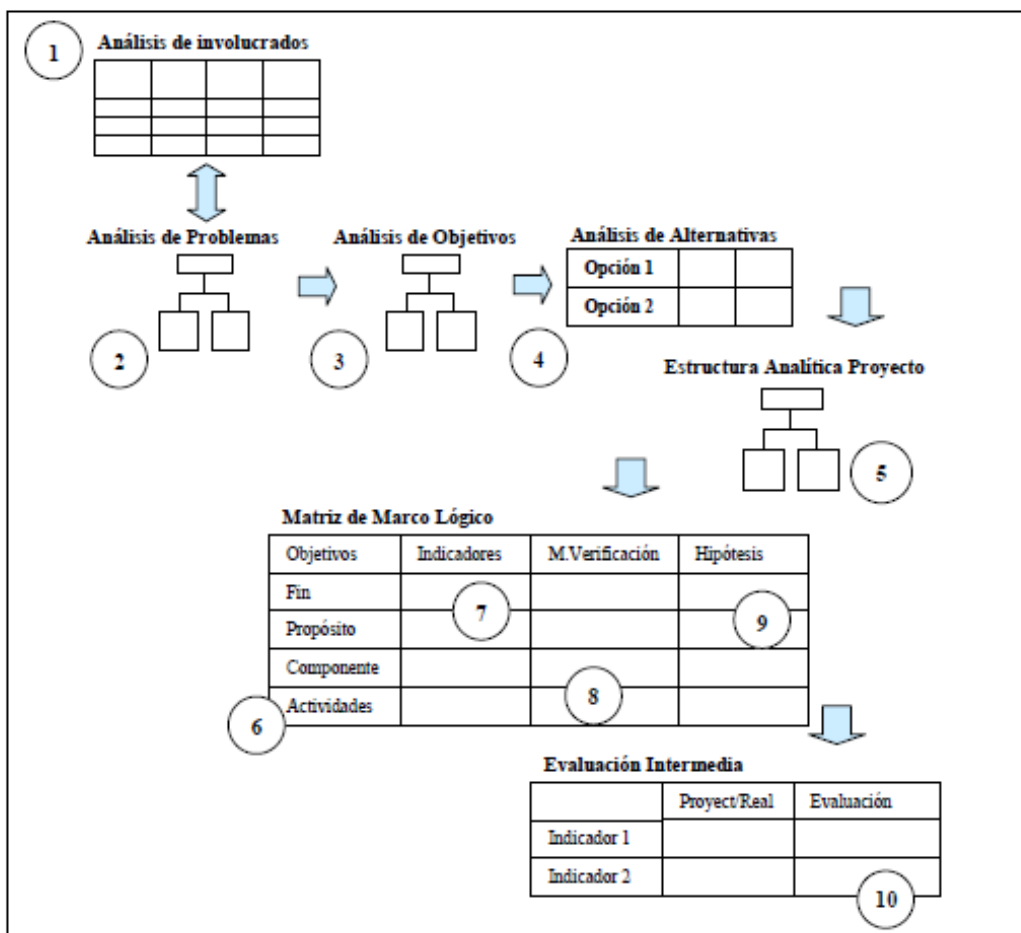 1
Análisis de involucrados
Análisis de Problemas
Análisis de Objetivos
Análisis de Alternativas
Opción 1
Opción 2
2
3
4
Estructura Analítica Proyecto
5
Matriz de Marco Lógico
Objetivos Indicadores M.Verificación Hipótesis
Fin
7
9
Propósito
Componente
8
Actividades
6
Evaluación Intermedia
Proyect/Real Evaluación
Indicador 1
Indicador 2
10